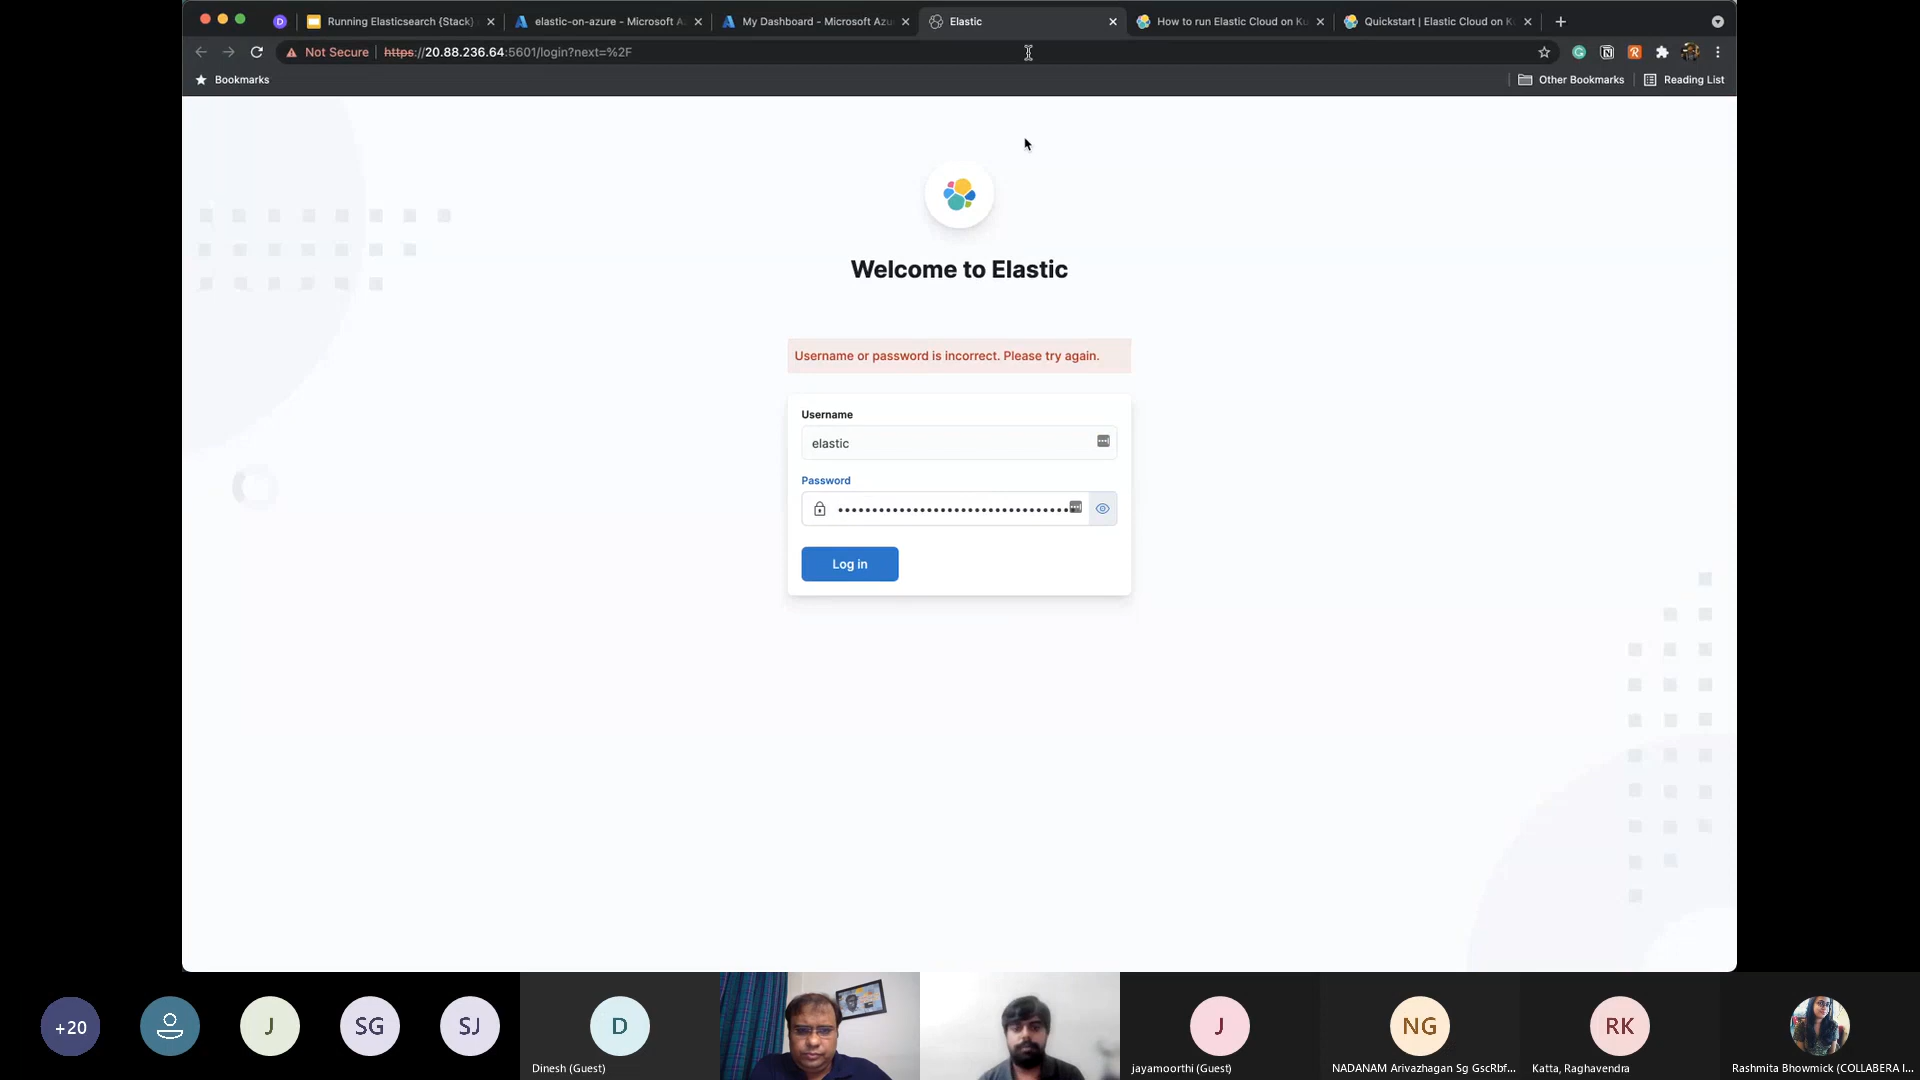 Running Elasticsearch {Stack}
elastic-on-azure - Microsoft A
My Dashboard - Microsoft Azu
Elastic
How to run Elastic Cloud on Ku
Quickstart | Elastic Cloud on K
Not Secure
https://20.88.236.64:5601/login?next=%2F
Bookmarks
Other Bookmarks
Reading List
Welcome to Elastic
Username or password is incorrect. Please try again.
Username
elastic
Password
Log in
+20
J
SG
SJ
D
Dinesh (Guest)
J
jayamoorthi (Guest)
NG
NADANAM Arivazhagan Sg GscRbf...
RK
Katta, Raghavendra
Rashmita Bhowmick (COLLABERA I...